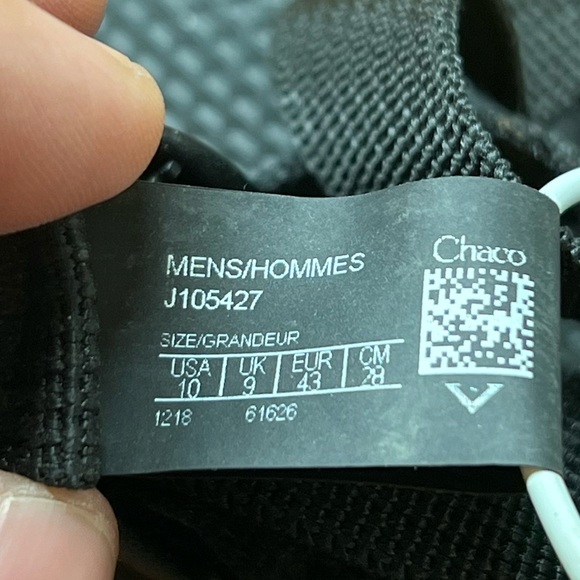 MENS/HOMMES
J105427
Chaco
SIZE/GRANDEUR
USA UK EUR CM
10 9 43 28
1218 61626